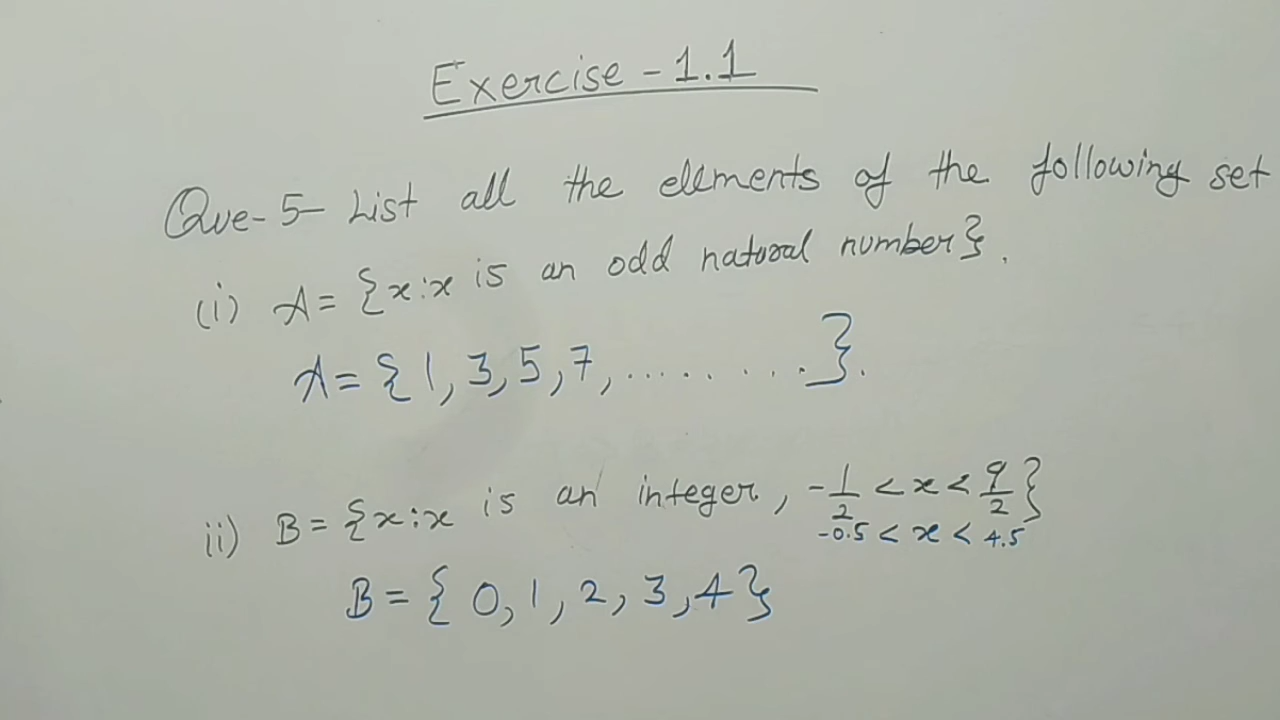 Exercise - 1.1
Que-5- List all the elements of the following set
(i) A = {x:x is an odd natural number}.
A = {1, 3, 5, 7, .........}.
ii) B = {x:x is an integer, -1/2 < x < 9/2}
-0.5 < x < 4.5
B = { 0, 1, 2, 3, 4}